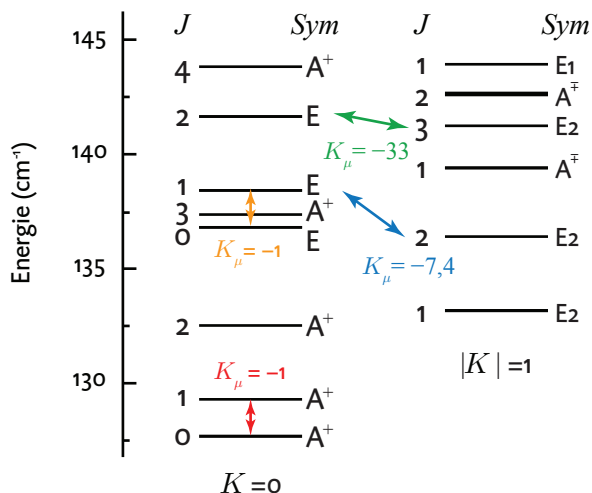 J Sym J Sym
145
140
135
130
Energie (cm⁻¹)
4 A⁺
2 E
1 E
3 A⁺
0 E
2 A⁺
1 A⁺
0 A⁺
K = 0
1 E1
2 A∓
3 E2
1 A∓
2 E2
1 E2
|K| = 1
Kμ = −33
Kμ = −1
Kμ = −7,4
Kμ = −1